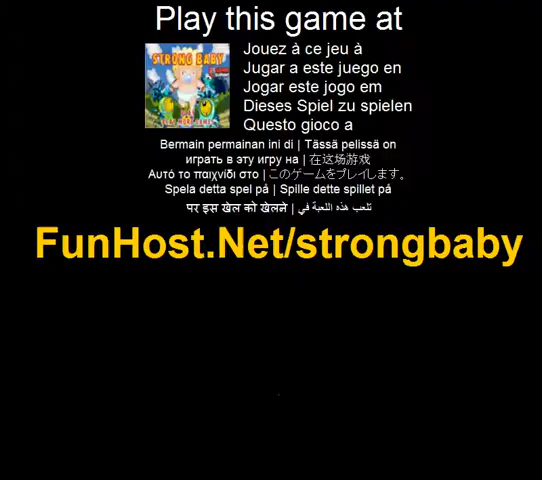 Play this game at
STRONG BABY
Jouez à ce jeu à
Jugar a este juego en
Jogar este jogo em
Dieses Spiel zu spielen
Questo gioco a
Bermain permainan ini di | Tässä pelissä on
играть в эту игру на | 在这场游戏
Αυτό το παιχνίδι στο | このゲームをプレイします。
Spela detta spel på | Spille dette spillet på
पर इस खेल को खेलने | تلعب هذه اللعبة في
FunHost.Net/strongbaby